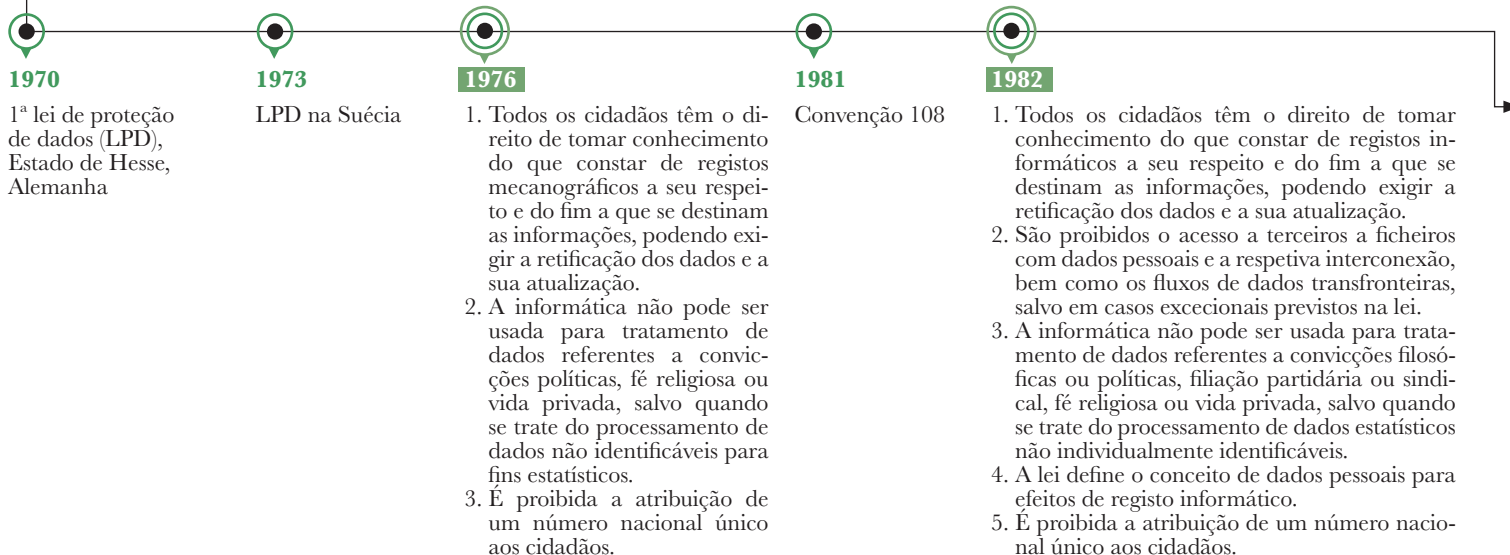 1970
1ª lei de proteção
de dados (LPD),
Estado de Hesse,
Alemanha
1973
LPD na Suécia
1976
1. Todos os cidadãos têm o di-
reito de tomar conhecimento
do que constar de registos
mecanográficos a seu respei-
to e do fim a que se destinam
as informações, podendo exi-
gir a retificação dos dados e a
sua atualização.
2. A informática não pode ser
usada para tratamento de
dados referentes a convic-
ções políticas, fé religiosa ou
vida privada, salvo quando
se trate do processamento de
dados não identificáveis para
fins estatísticos.
3. É proibida a atribuição de
um número nacional único
aos cidadãos.
1981
Convenção 108
1982
1. Todos os cidadãos têm o direito de tomar
conhecimento do que constar de registos in-
formáticos a seu respeito e do fim a que se
destinam as informações, podendo exigir a
retificação dos dados e a sua atualização.
2. São proibidos o acesso a terceiros a ficheiros
com dados pessoais e a respetiva interconexão,
bem como os fluxos de dados transfronteiras,
salvo em casos excecionais previstos na lei.
3. A informática não pode ser usada para trata-
mento de dados referentes a convicções filosó-
ficas ou políticas, filiação partidária ou sindi-
cal, fé religiosa ou vida privada, salvo quando
se trate do processamento de dados estatísticos
não individualmente identificáveis.
4. A lei define o conceito de dados pessoais para
efeitos de registo informático.
5. É proibida a atribuição de um número nacio-
nal único aos cidadãos.